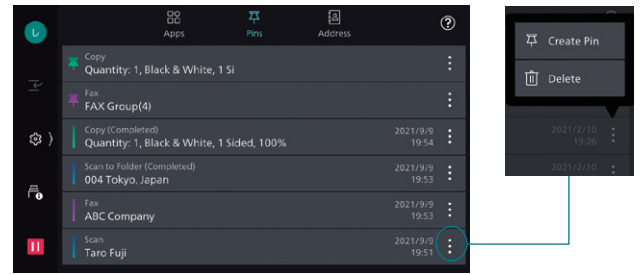 Apps
Pins
Address
Copy
Quantity: 1, Black & White, 1 Si
Fax
FAX Group(4)
Copy (Completed)
Quantity: 1, Black & White, 1 Sided, 100%
2021/9/9
19:54
Scan to Folder (Completed)
004 Tokyo, Japan
2021/9/9
19:53
Fax
ABC Company
2021/9/9
19:53
Scan
Taro Fuji
2021/9/9
19:51
Create Pin
Delete
2021/2/10
19:26
2021/2/10